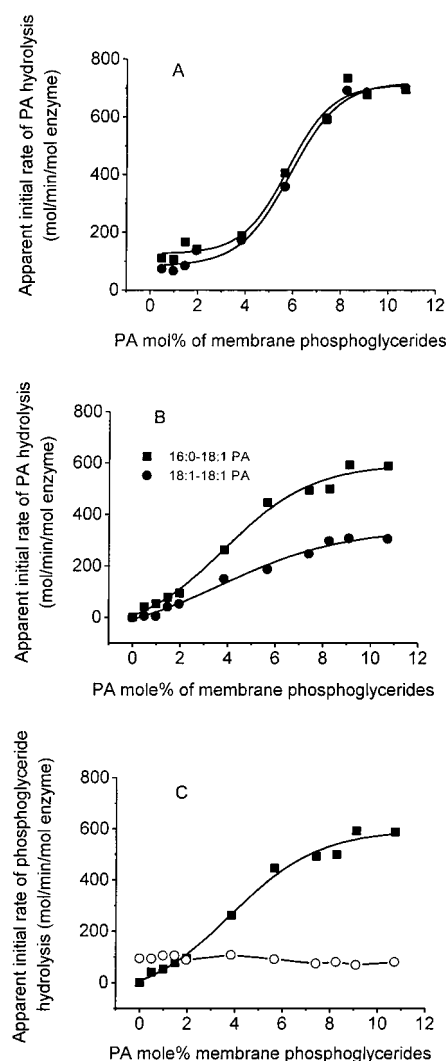 A
Apparent initial rate of PA hydrolysis
(mol/min/mol enzyme)
800
600
400
200
0
0 2 4 6 8 10 12
PA mol% of membrane phosphoglycerides
B
16:0-18:1 PA
18:1-18:1 PA
Apparent initial rate of PA hydrolysis
(mol/min/mol enzyme)
800
600
400
200
0
0 2 4 6 8 10 12
PA mole% of membrane phosphoglycerides
C
Apparent initial rate of phosphoglyceride
hydrolysis (mol/min/mol enzyme)
800
600
400
200
0
0 2 4 6 8 10 12
PA mole% membrane phosphoglycerides